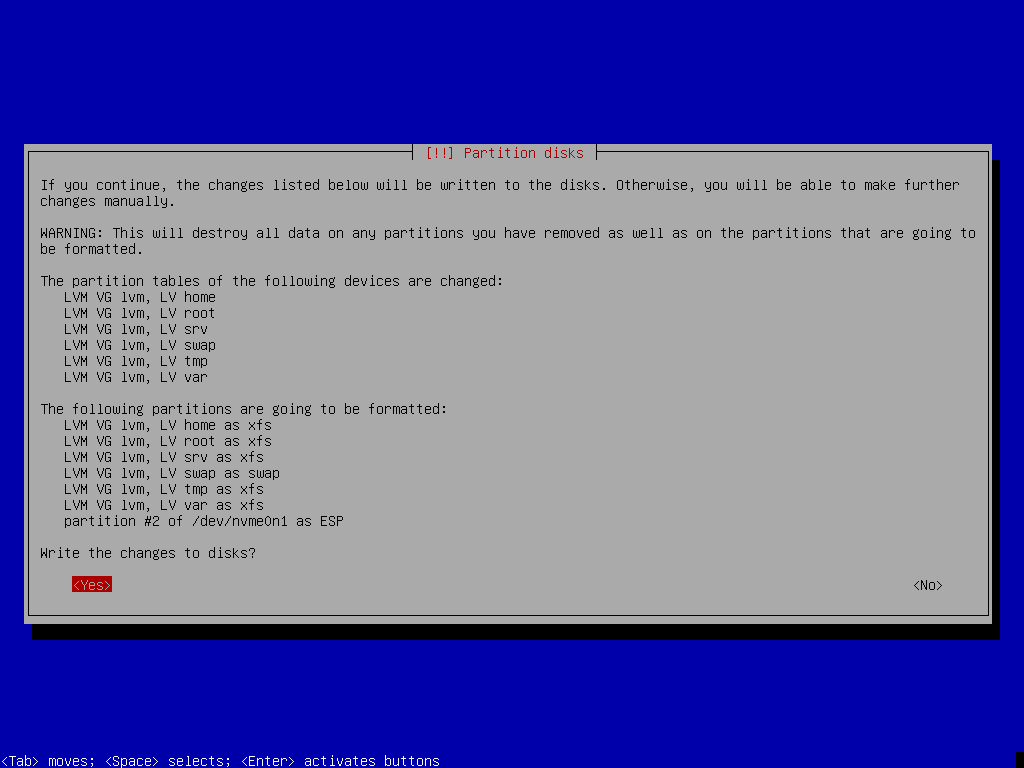 [!!] Partition disks
If you continue, the changes listed below will be written to the disks. Otherwise, you will be able to make further
changes manually.
WARNING: This will destroy all data on any partitions you have removed as well as on the partitions that are going to
be formatted.
The partition tables of the following devices are changed:
LVM VG lvm, LV home
LVM VG lvm, LV root
LVM VG lvm, LV srv
LVM VG lvm, LV swap
LVM VG lvm, LV tmp
LVM VG lvm, LV var
The following partitions are going to be formatted:
LVM VG lvm, LV home as xfs
LVM VG lvm, LV root as xfs
LVM VG lvm, LV srv as xfs
LVM VG lvm, LV swap as swap
LVM VG lvm, LV tmp as xfs
LVM VG lvm, LV var as xfs
partition #2 of /dev/nvme0n1 as ESP
Write the changes to disks?
<Yes> <No>
<Tab> moves; <Space> selects; <Enter> activates buttons